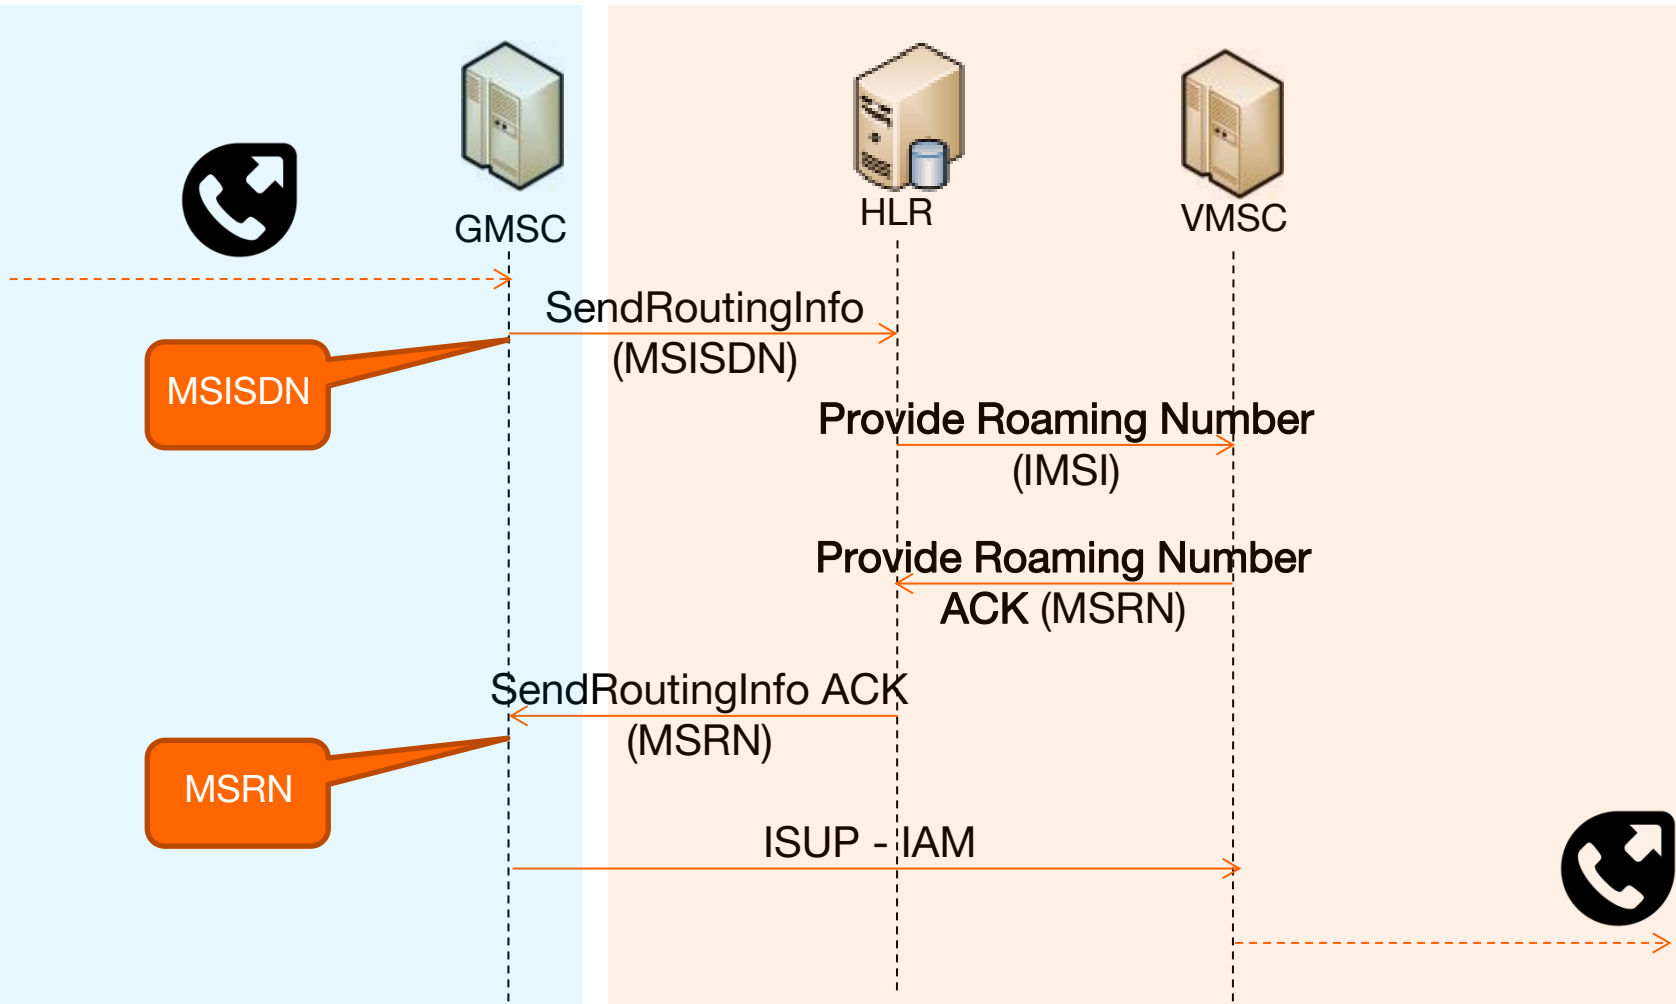 GMSC
HLR
VMSC
SendRoutingInfo
(MSISDN)
MSISDN
Provide Roaming Number
(IMSI)
Provide Roaming Number
ACK (MSRN)
SendRoutingInfo ACK
(MSRN)
MSRN
ISUP - IAM